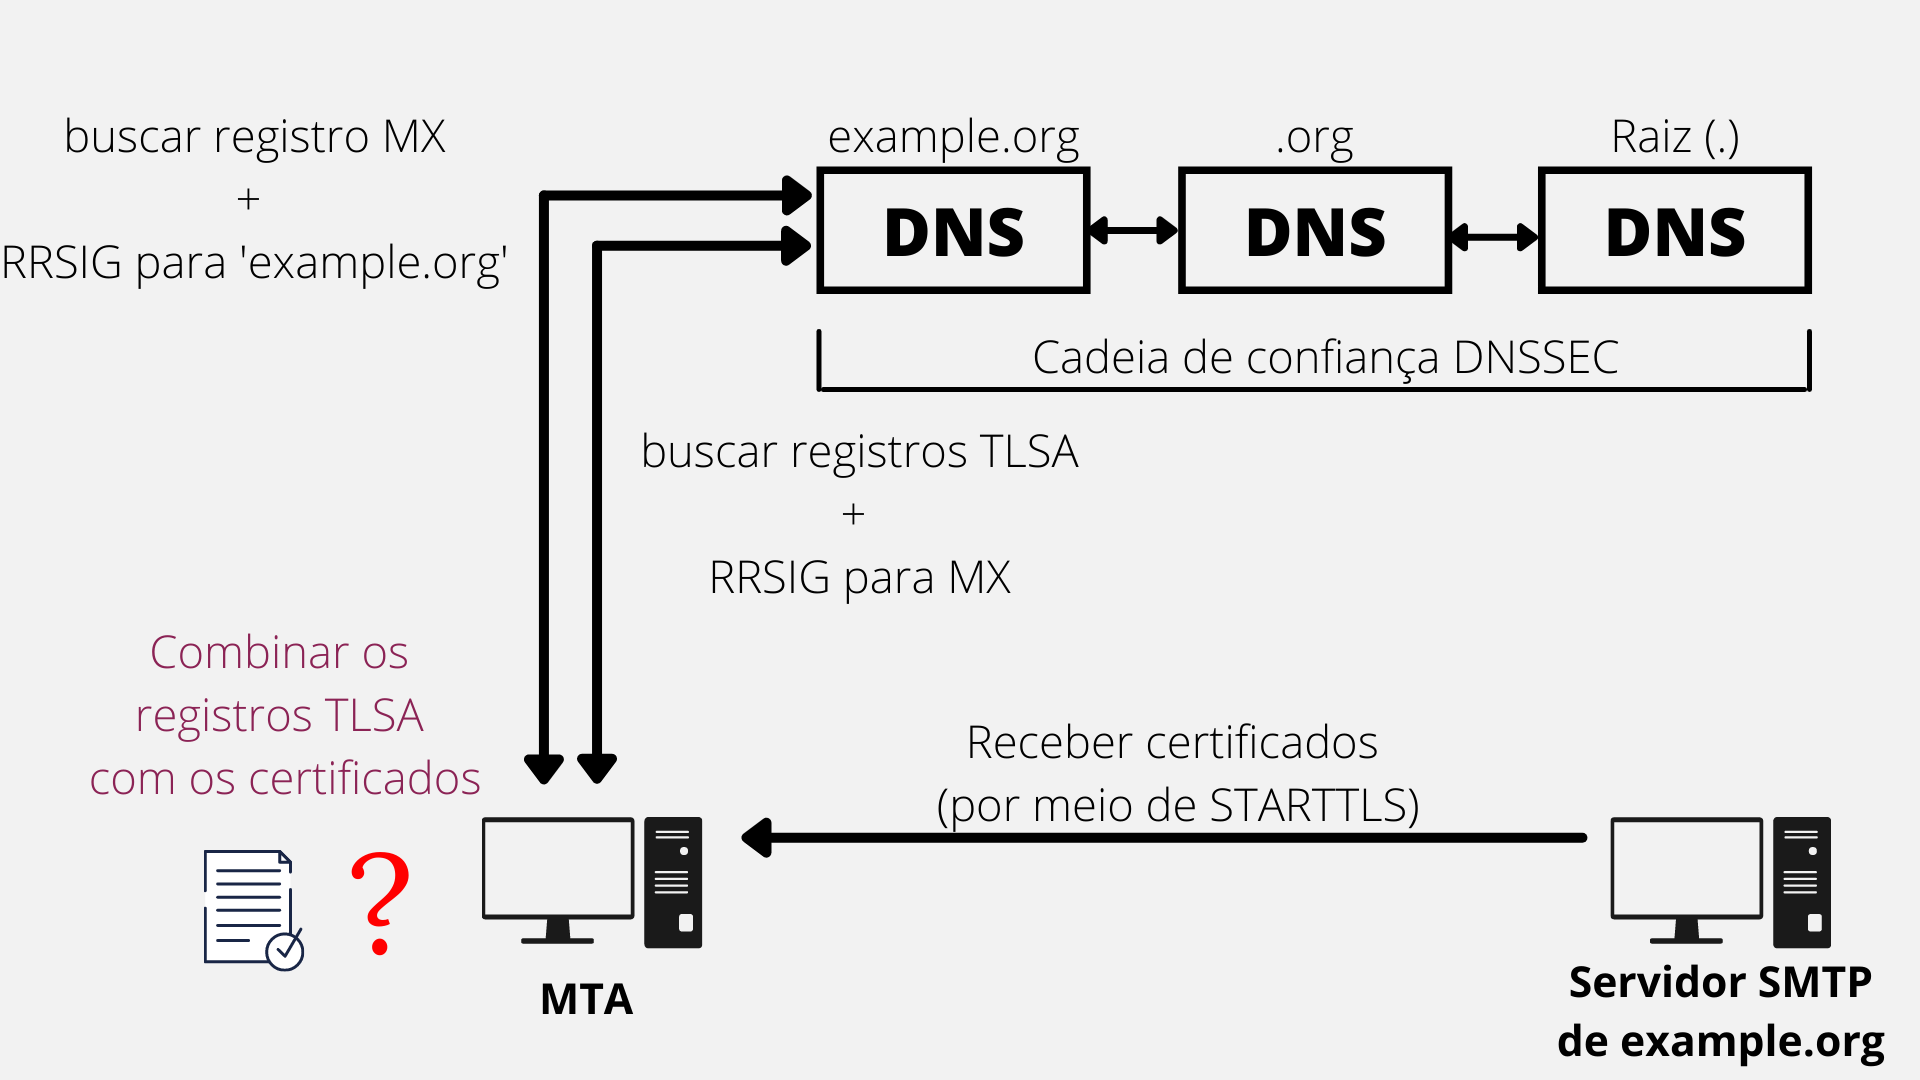 buscar registro MX
+
RRSIG para 'example.org'
example.org
.org
Raiz (.)
DNS
DNS
DNS
Cadeia de confiança DNSSEC
buscar registros TLSA
+
RRSIG para MX
Combinar os
registros TLSA
com os certificados
?
Receber certificados
(por meio de STARTTLS)
MTA
Servidor SMTP
de example.org